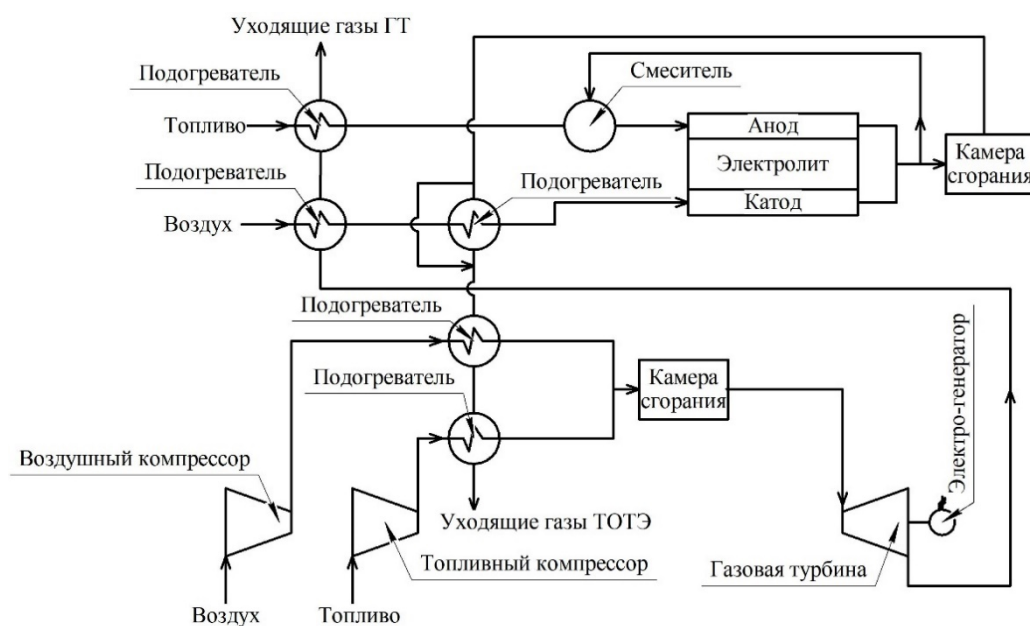 Уходящие газы ГТ
Подогреватель
Смеситель
Топливо
Анод
Электролит
Катод
Камера
сгорания
Подогреватель
Подогреватель
Воздух
Подогреватель
Подогреватель
Камера
сгорания
Электро-генератор
Воздушный компрессор
Уходящие газы ТОТЭ
Топливный компрессор
Газовая турбина
Воздух
Топливо